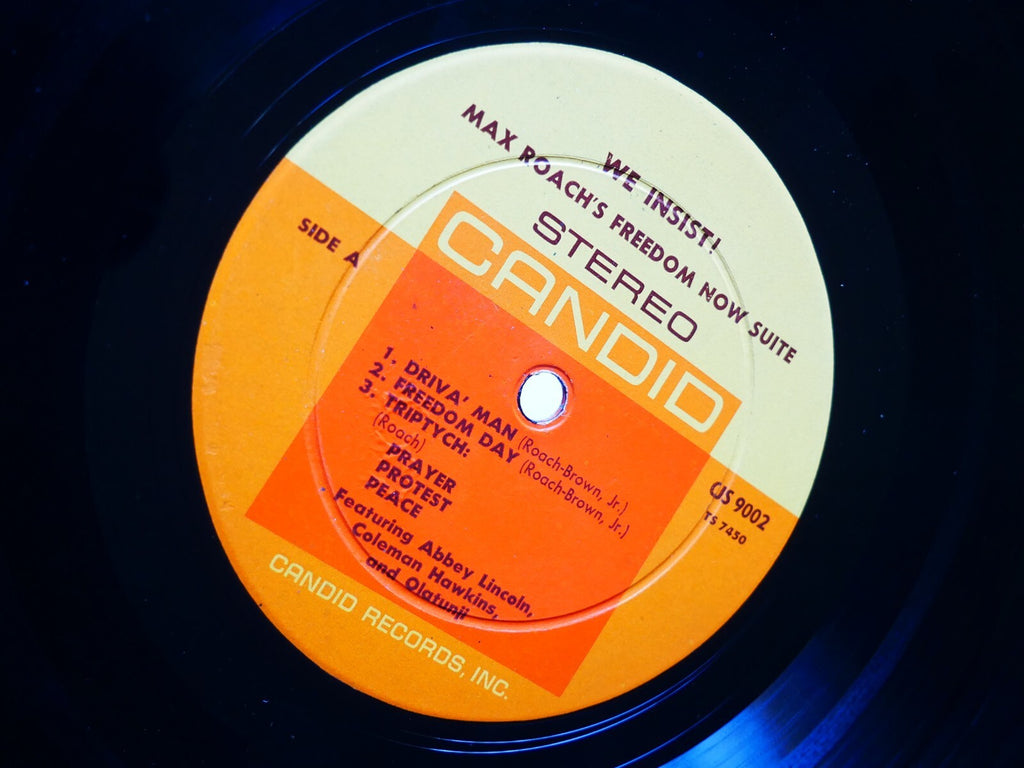 WE INSIST!
MAX ROACH'S FREEDOM NOW SUITE
STEREO
CANDID
SIDE A
CJS 9002
TS 7450
1. DRIVA' MAN (Roach-Brown, Jr.)
2. FREEDOM DAY (Roach-Brown, Jr.)
3. TRIPTYCH:
(Roach)
PRAYER
PROTEST
PEACE
Featuring Abbey Lincoln,
Coleman Hawkins,
and Olatunji
CANDID RECORDS, INC.